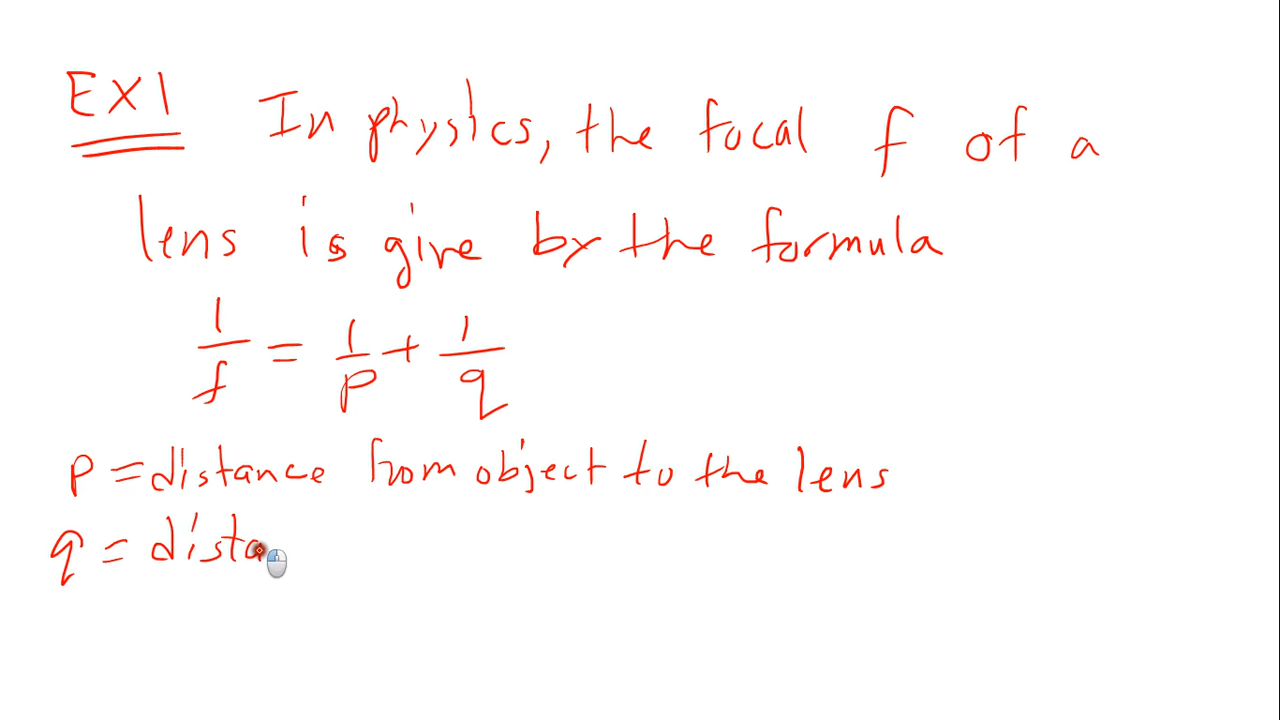 EX1 In physics, the focal f of a
lens is give by the formula
1/f = 1/p + 1/q
p = distance from object to the lens
q = dista